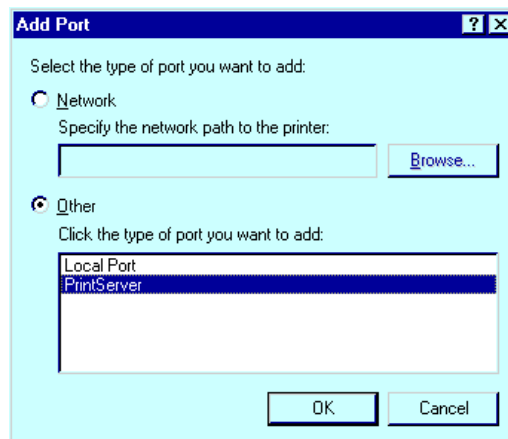 Add Port
Select the type of port you want to add:
Network
Specify the network path to the printer:
Browse...
Other
Click the type of port you want to add:
Local Port
PrintServer
OK Cancel